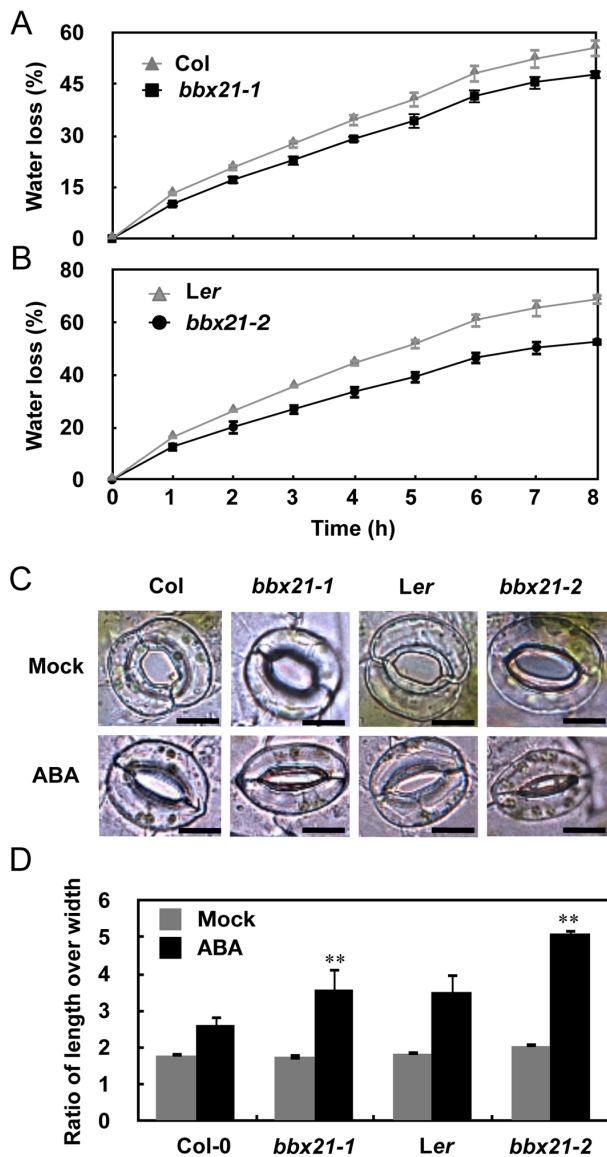 A
60
45
30
15
0
Water loss (%)
Col
bbx21-1
B
80
60
40
20
0
Water loss (%)
Ler
bbx21-2
0 1 2 3 4 5 6 7 8
Time (h)
C
Col bbx21-1 Ler bbx21-2
Mock
ABA
D
6
5
4
3
2
1
0
Ratio of length over width
Mock
ABA
**
**
Col-0 bbx21-1 Ler bbx21-2